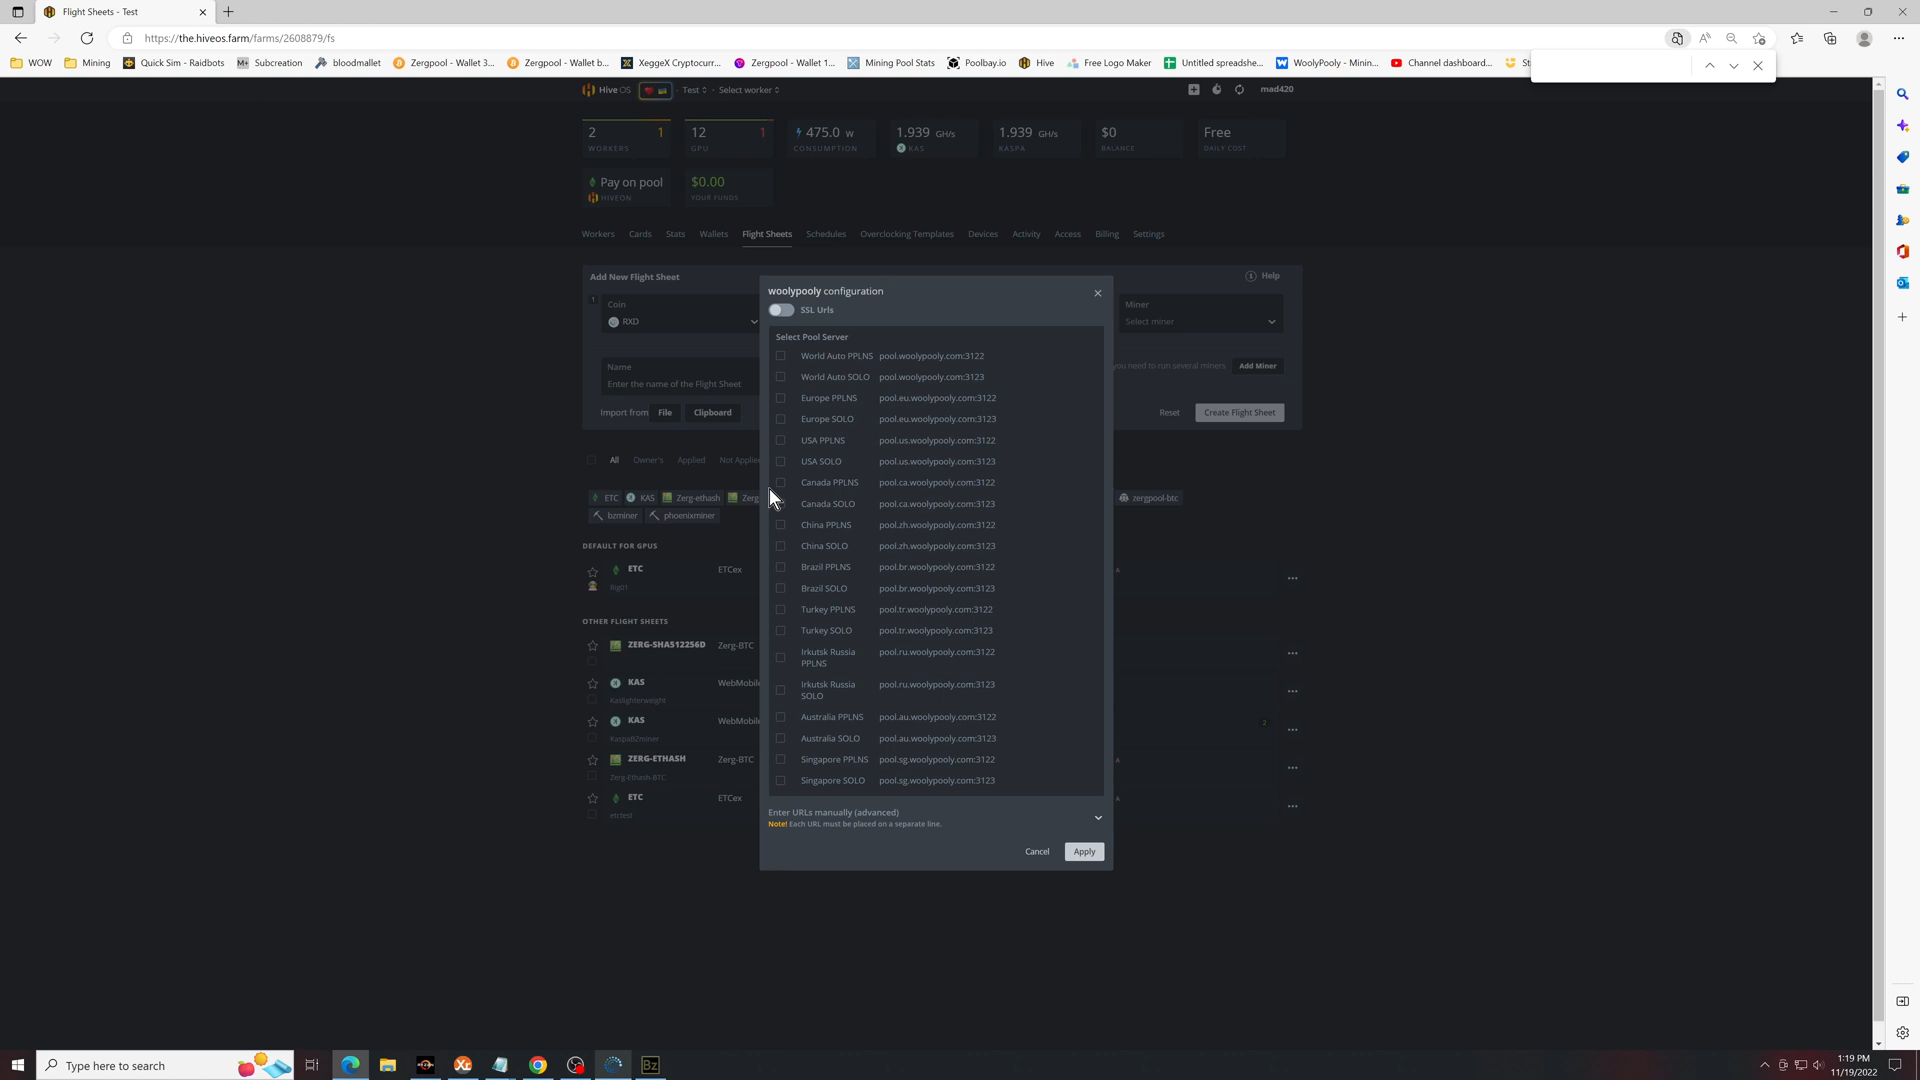 Flight Sheets - Test
https://the.hiveos.farm/farms/2608879/fs
WOW
Mining
Quick Sim - Raidbots
Subcreation
bloodmallet
Zergpool - Wallet 3...
Zergpool - Wallet b...
XeggeX Cryptocurr...
Zergpool - Wallet 1...
Mining Pool Stats
Poolbay.io
Hive
Free Logo Maker
Untitled spreadshe...
WoolyPooly - Minin...
Channel dashboard...
St
Hive OS
Test
Select worker
mad420
2 1
WORKERS
12 1
GPU
475.0 W
CONSUMPTION
1.939 GH/s
KAS
1.939 GH/s
KASPA
$0
BALANCE
Free
DAILY COST
Pay on pool
HIVEON
$0.00
YOUR FUNDS
Workers Cards Stats Wallets Flight Sheets Schedules Overclocking Templates Devices Activity Access Billing Settings
Add New Flight Sheet
Help
1
Coin
RXD
Miner
Select miner
Name
Enter the name of the Flight Sheet
you need to run several miners
Add Miner
Import from File Clipboard
Reset
Create Flight Sheet
woolypooly configuration
SSL Urls
Select Pool Server
World Auto PPLNS pool.woolypooly.com:3122
World Auto SOLO pool.woolypooly.com:3123
Europe PPLNS pool.eu.woolypooly.com:3122
Europe SOLO pool.eu.woolypooly.com:3123
USA PPLNS pool.us.woolypooly.com:3122
USA SOLO pool.us.woolypooly.com:3123
Canada PPLNS pool.ca.woolypooly.com:3122
Canada SOLO pool.ca.woolypooly.com:3123
China PPLNS pool.zh.woolypooly.com:3122
China SOLO pool.zh.woolypooly.com:3123
Brazil PPLNS pool.br.woolypooly.com:3122
Brazil SOLO pool.br.woolypooly.com:3123
Turkey PPLNS pool.tr.woolypooly.com:3122
Turkey SOLO pool.tr.woolypooly.com:3123
Irkutsk Russia pool.ru.woolypooly.com:3122
PPLNS
Irkutsk Russia pool.ru.woolypooly.com:3123
SOLO
Australia PPLNS pool.au.woolypooly.com:3122
Australia SOLO pool.au.woolypooly.com:3123
Singapore PPLNS pool.sg.woolypooly.com:3122
Singapore SOLO pool.sg.woolypooly.com:3123
Enter URLs manually (advanced)
Note! Each URL must be placed on a separate line.
Cancel Apply
All Owner's Applied Not Applie
ETC KAS Zerg-ethash Zerg
zergpool-btc
bzminer phoenixminer
DEFAULT FOR GPUS
ETC ETCex
Rig01
OTHER FLIGHT SHEETS
ZERG-SHA512256D Zerg-BTC
KAS WebMobile
Kaslighterweight
KAS WebMobile
2
KaspaBZminer
ZERG-ETHASH Zerg-BTC
Zerg-Ethash-BTC
ETC ETCex
etctest
Type here to search
Bz
1:19 PM
11/19/2022